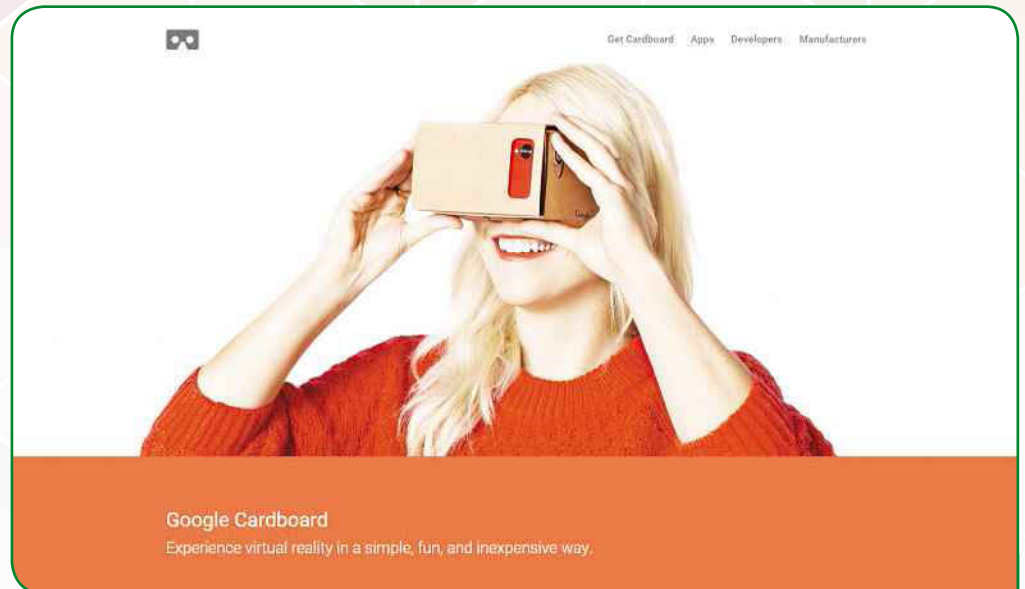 Get Cardboard Apps Developers Manufacturers
Google Cardboard
Experience virtual reality in a simple, fun, and inexpensive way.